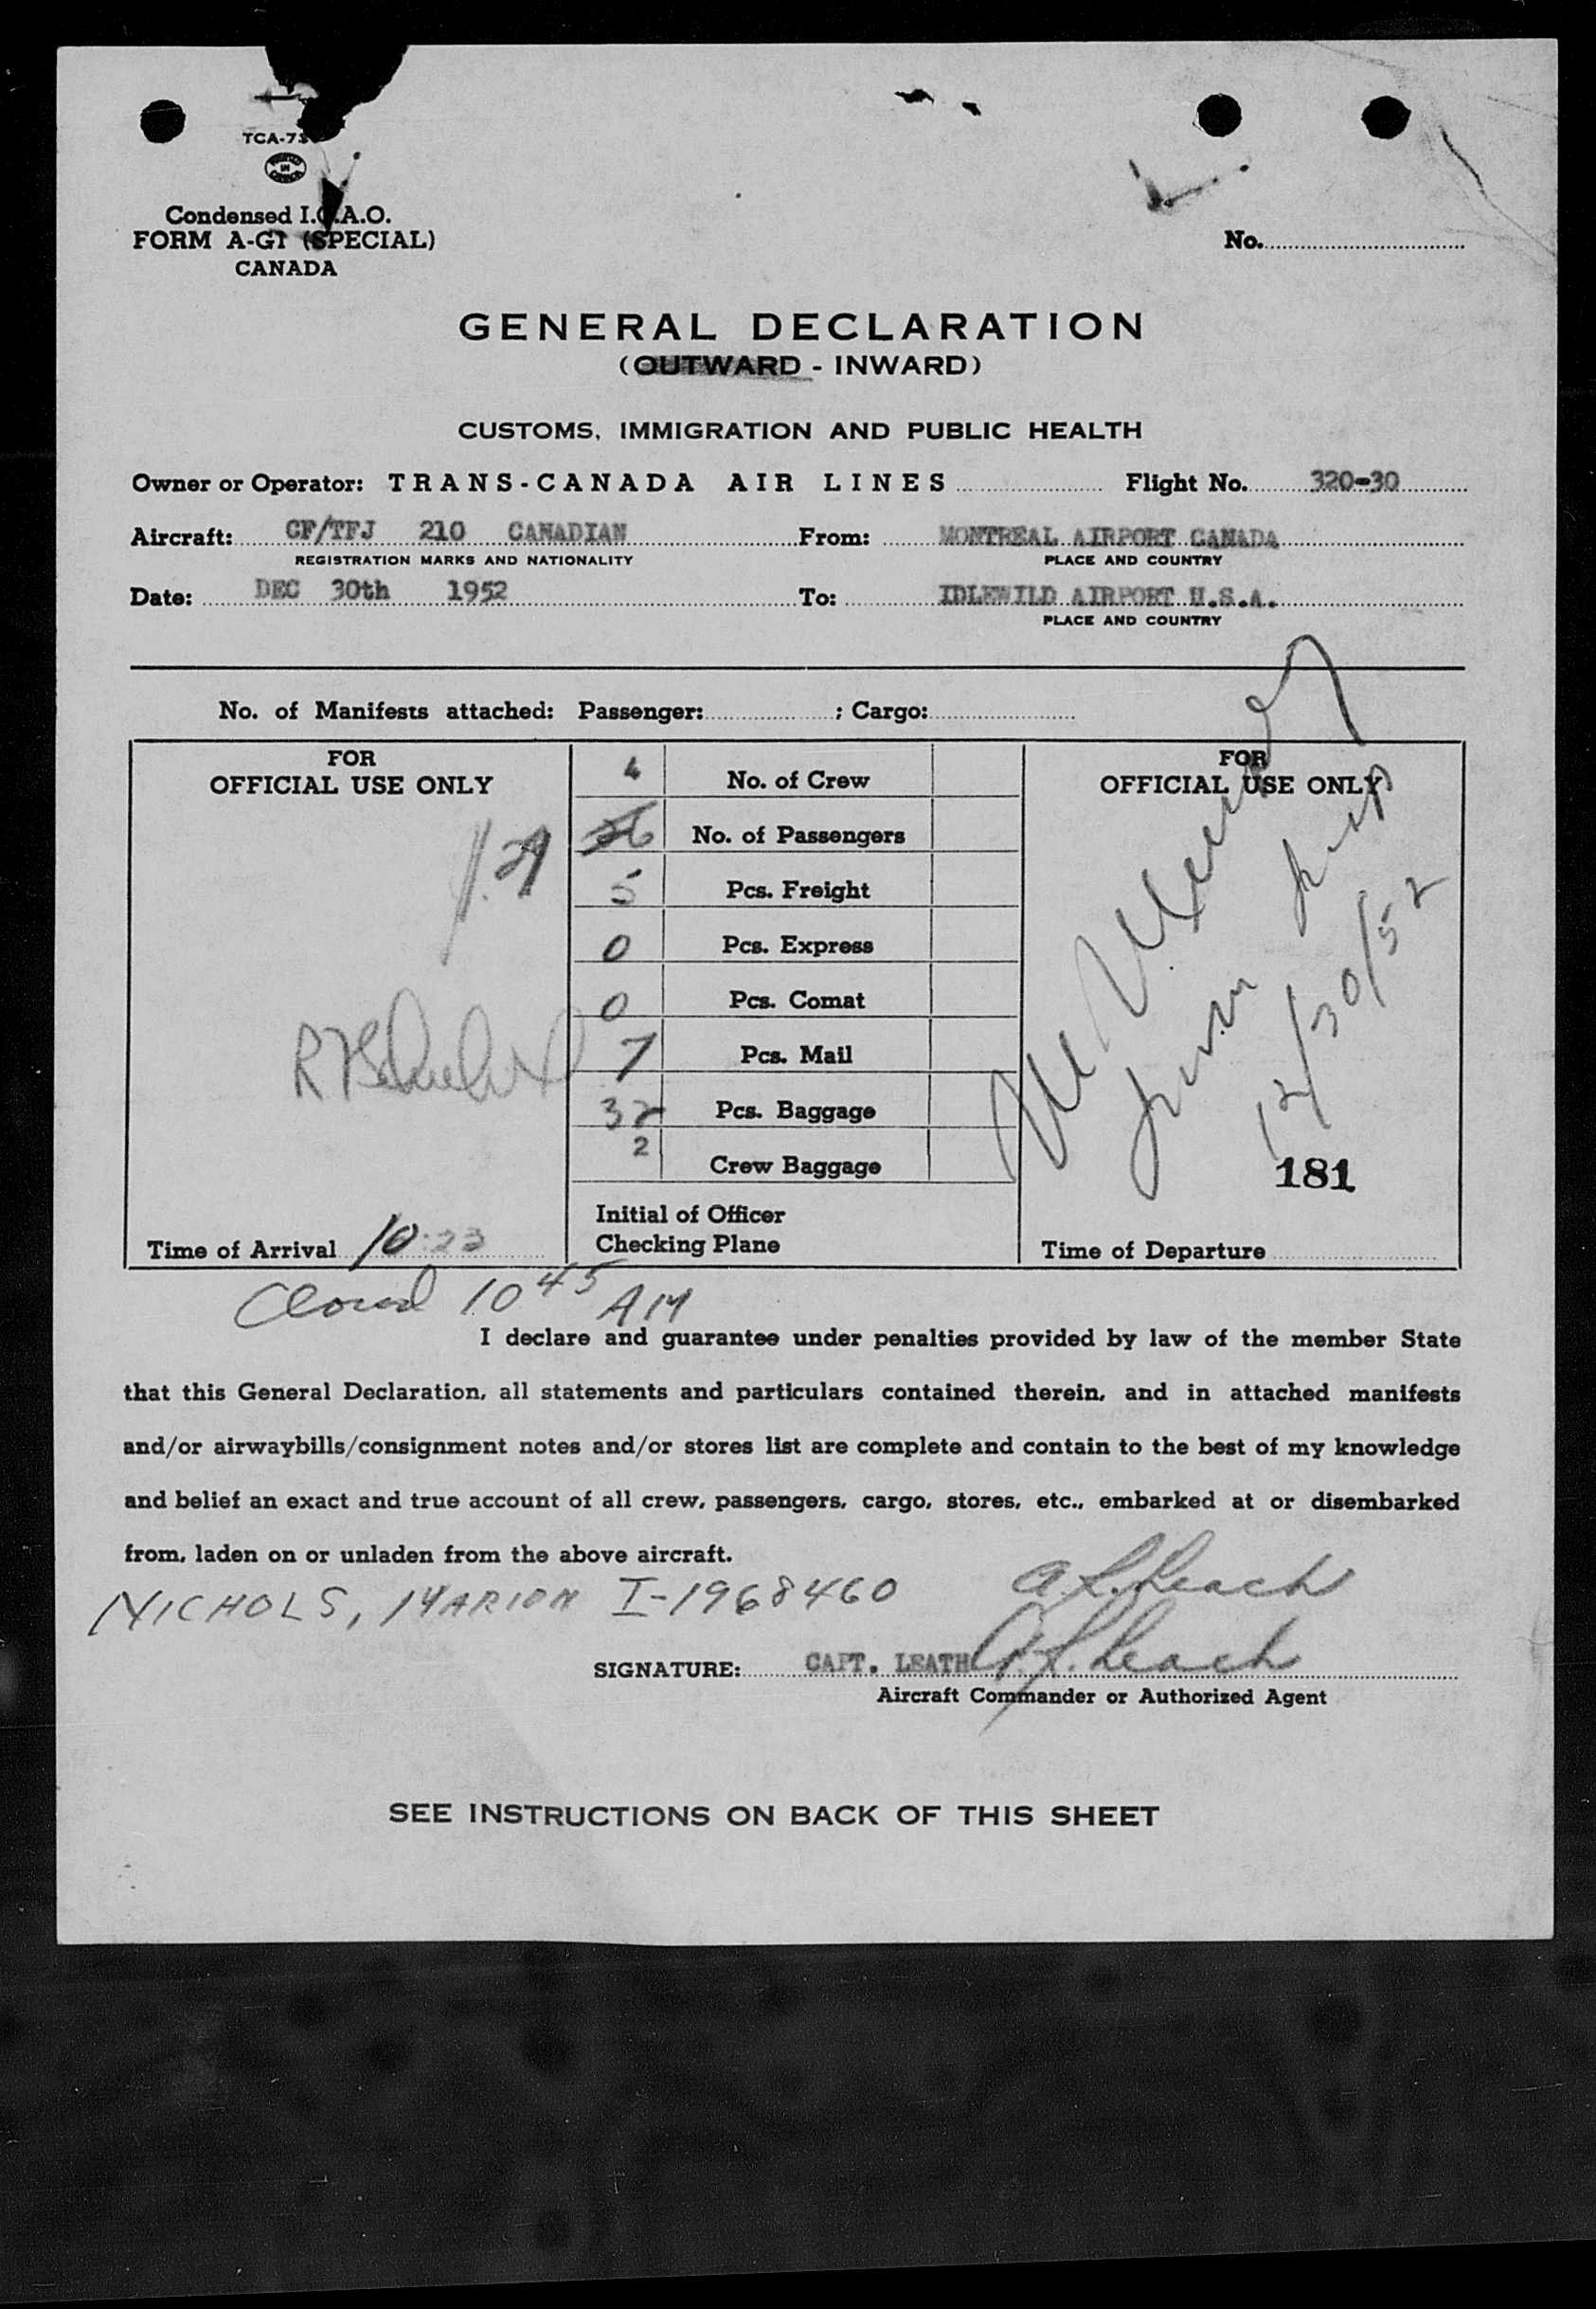 TCA-73
PRINTED IN CANADA
Condensed I.C.A.O.
FORM A-G1 (SPECIAL)
CANADA
No.
GENERAL DECLARATION
(OUTWARD - INWARD)
CUSTOMS, IMMIGRATION AND PUBLIC HEALTH
Owner or Operator: TRANS-CANADA AIR LINES Flight No. 320-30
Aircraft: CF/TFJ 210 CANADIAN From: MONTREAL AIRPORT CANADA
REGISTRATION MARKS AND NATIONALITY PLACE AND COUNTRY
Date: DEC 30th 1952 To: IDLEWILD AIRPORT U.S.A.
PLACE AND COUNTRY
No. of Manifests attached: Passenger: ; Cargo:
FOR
OFFICIAL USE ONLY
4 No. of Crew
No. of Passengers
5 Pcs. Freight
0 Pcs. Express
0 Pcs. Comat
7 Pcs. Mail
32 Pcs. Baggage
2 Crew Baggage
Initial of Officer
Checking Plane
Time of Arrival 10:23
FOR
OFFICIAL USE ONLY
12/30/52
181
Time of Departure
Closed 10 45 AM
I declare and guarantee under penalties provided by law of the member State
that this General Declaration, all statements and particulars contained therein, and in attached manifests
and/or airwaybills/consignment notes and/or stores list are complete and contain to the best of my knowledge
and belief an exact and true account of all crew, passengers, cargo, stores, etc., embarked at or disembarked
from, laden on or unladen from the above aircraft.
NICHOLS, MARION I-1968460 A.L. Leach
SIGNATURE: CAPT. LEATH A.L. Leach
Aircraft Commander or Authorized Agent
SEE INSTRUCTIONS ON BACK OF THIS SHEET